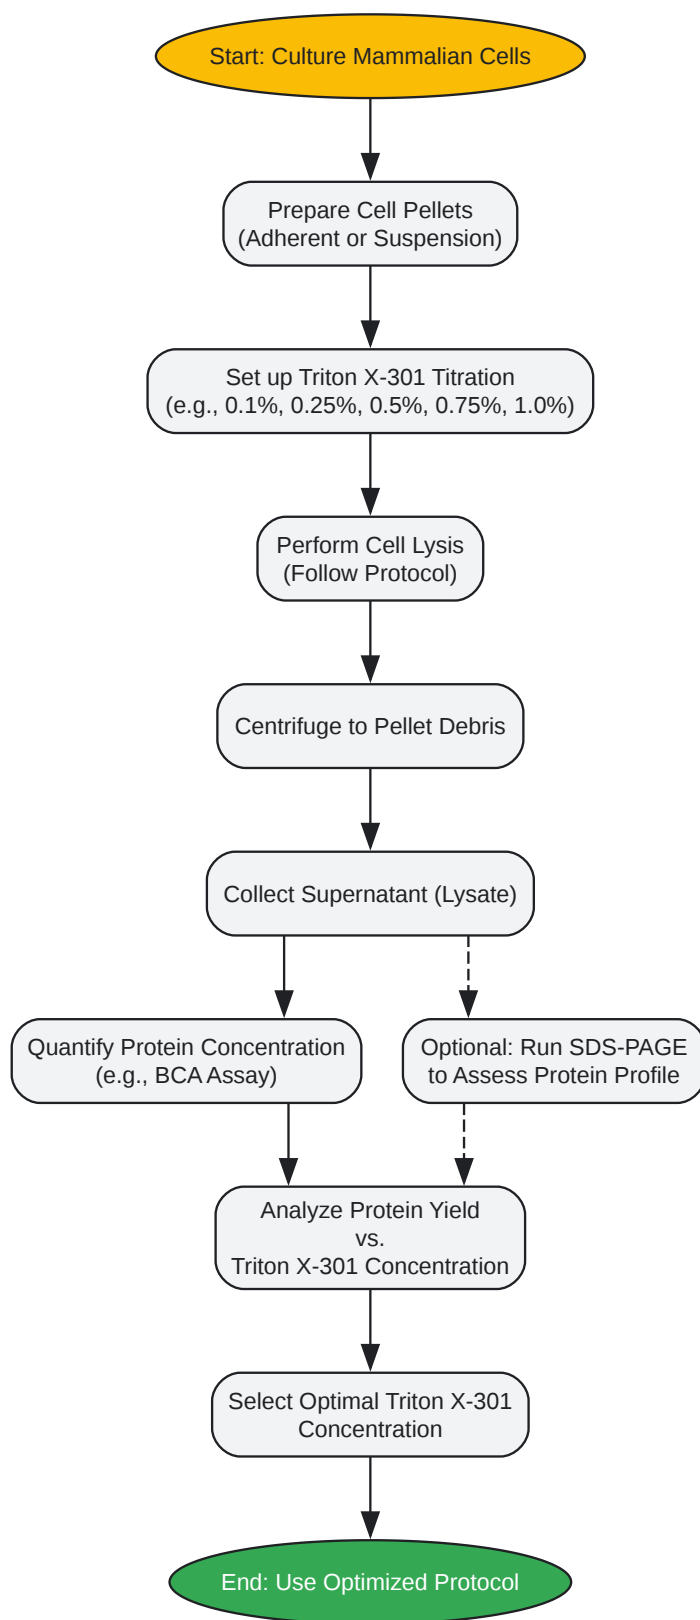 Start: Culture Mammalian Cells
Prepare Cell Pellets
(Adherent or Suspension)
Set up Triton X-301 Titration
(e.g., 0.1%, 0.25%, 0.5%, 0.75%, 1.0%)
Perform Cell Lysis
(Follow Protocol)
Centrifuge to Pellet Debris
Collect Supernatant (Lysate)
Quantify Protein Concentration
(e.g., BCA Assay)
Optional: Run SDS-PAGE
to Assess Protein Profile
Analyze Protein Yield
vs.
Triton X-301 Concentration
Select Optimal Triton X-301
Concentration
End: Use Optimized Protocol